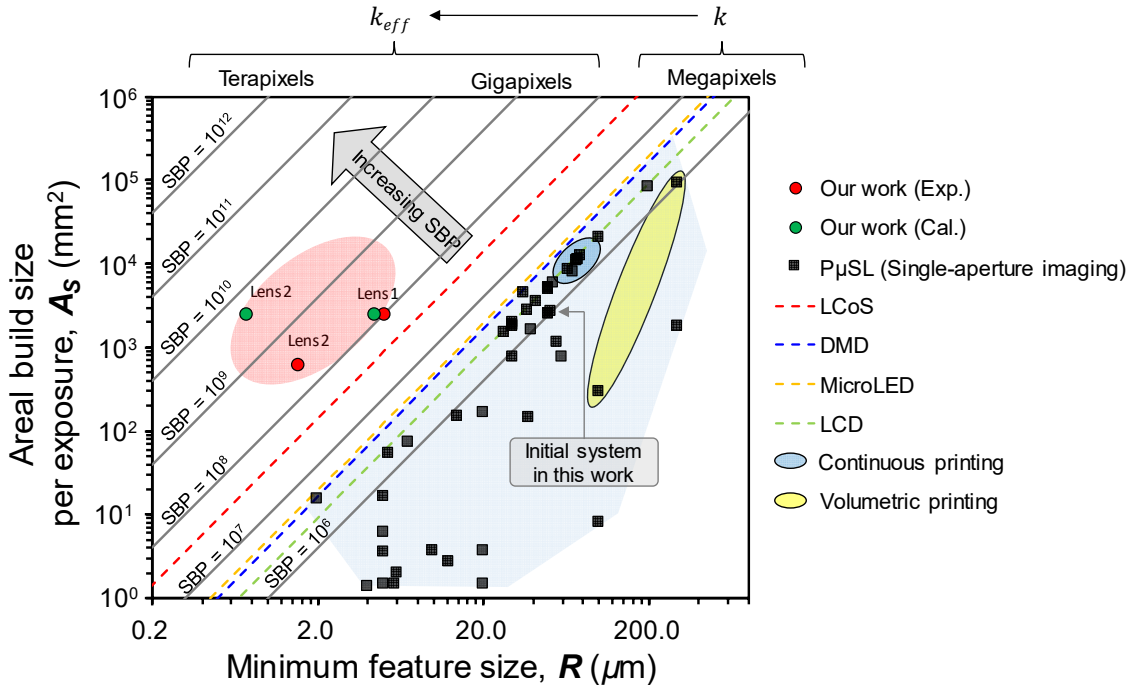 k_eff
k
Terapixels
Gigapixels
Megapixels
10^6
10^5
10^4
10^3
10^2
10^1
10^0
Areal build size
per exposure, A_S (mm^2)
SBP = 10^12
SBP = 10^11
SBP = 10^10
SBP = 10^9
SBP = 10^8
SBP = 10^7
SBP = 10^6
Increasing SBP
Lens 2
Lens 1
Lens 2
Initial system
in this work
0.2
2.0
20.0
200.0
Minimum feature size, R (μm)
Our work (Exp.)
Our work (Cal.)
PμSL (Single-aperture imaging)
LCoS
DMD
MicroLED
LCD
Continuous printing
Volumetric printing